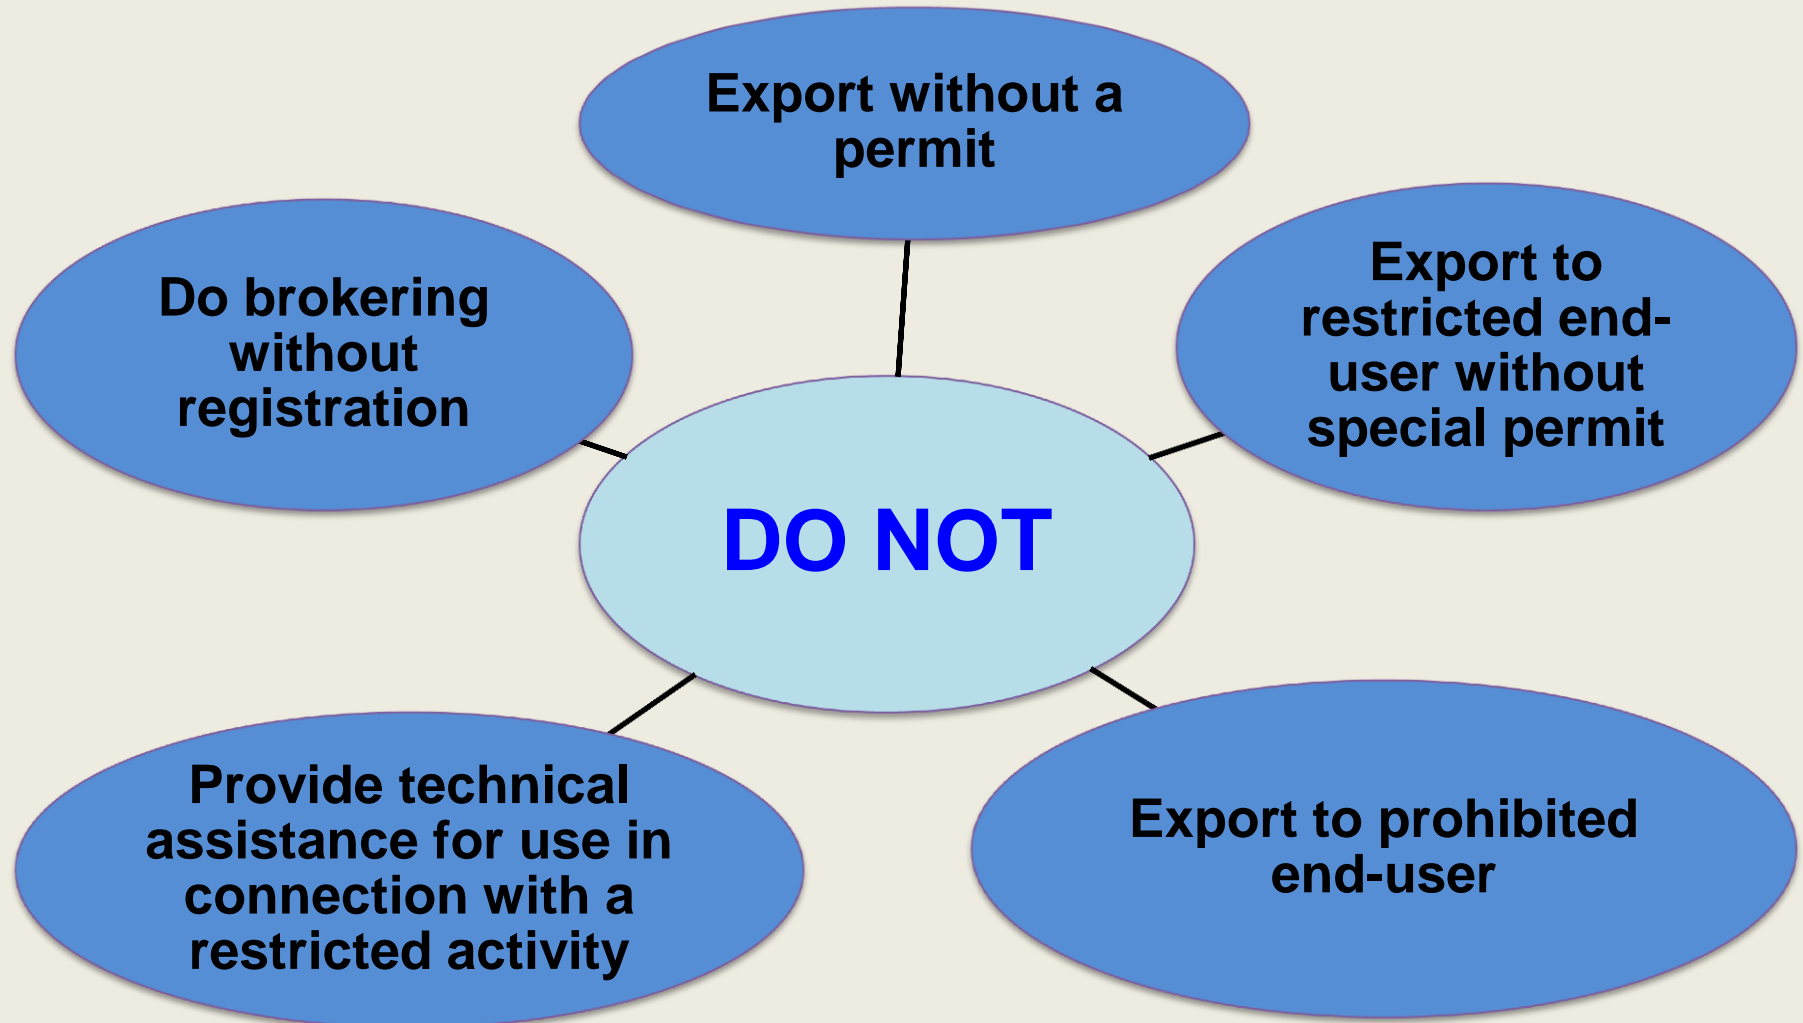 Export without a
permit
Do brokering
without
registration
Export to
restricted end-
user without
special permit
DO NOT
Provide technical
assistance for use in
connection with a
restricted activity
Export to prohibited
end-user